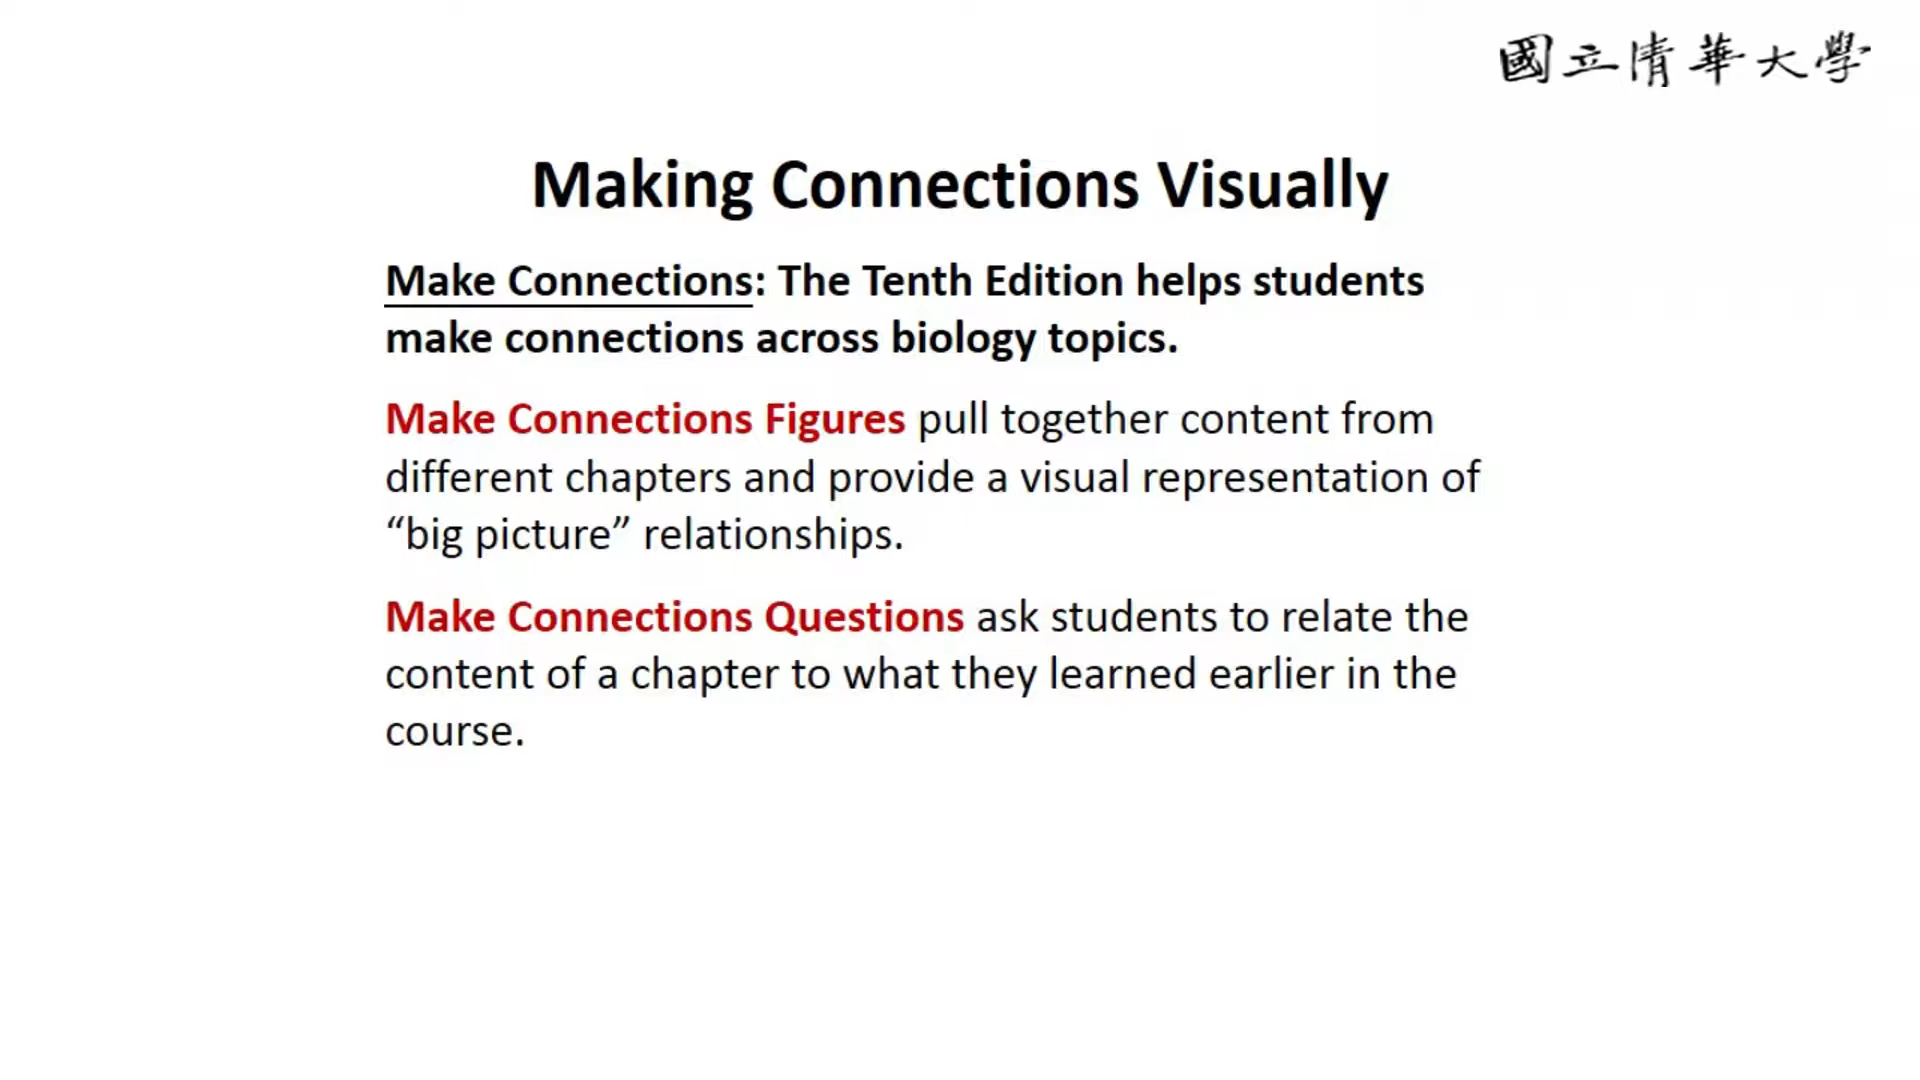 國立清華大學
Making Connections Visually
Make Connections: The Tenth Edition helps students
make connections across biology topics.
Make Connections Figures pull together content from
different chapters and provide a visual representation of
“big picture” relationships.
Make Connections Questions ask students to relate the
content of a chapter to what they learned earlier in the
course.